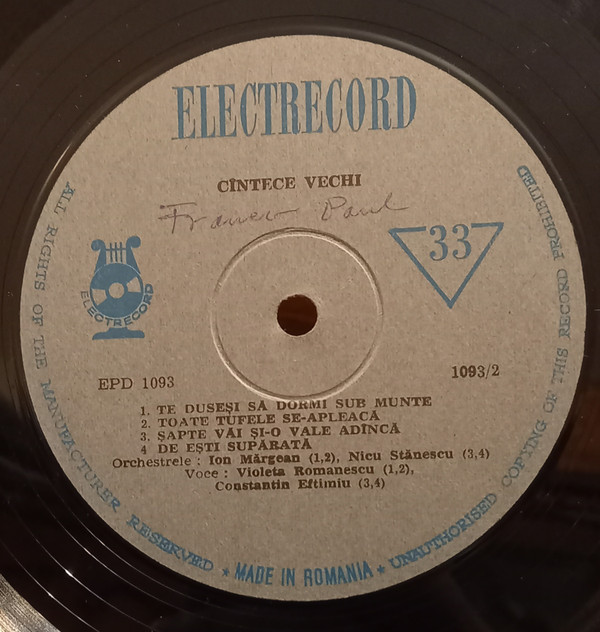 ELECTRECORD
CÎNTECE VECHI
Paul
33
ELECTRECORD
EPD 1093
1093/2
1. TE DUSEȘI SĂ DORMI SUB MUNTE
2. TOATE TUFELE SE-APLEACĂ
3. ȘAPTE VĂI ȘI-O VALE ADÎNCĂ
4 DE EȘTI SUPĂRATĂ
Orchestrele : Ion Mărgean (1,2), Nicu Stănescu (3,4)
Voce : Violeta Romanescu (1,2),
Constantin Eftimiu (3,4)
ALL RIGHTS OF THE MANUFACTURER RESERVED * MADE IN ROMANIA * UNAUTHORISED COPYING OF THIS RECORD PROHIBITED